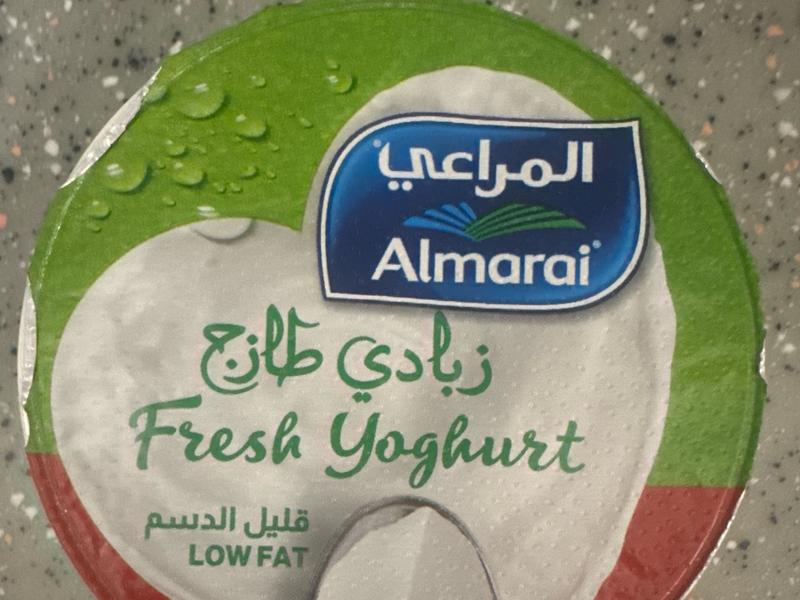 المراعي
Almarai
زبادي طازج
Fresh Yoghurt
قليل الدسم
LOW FAT